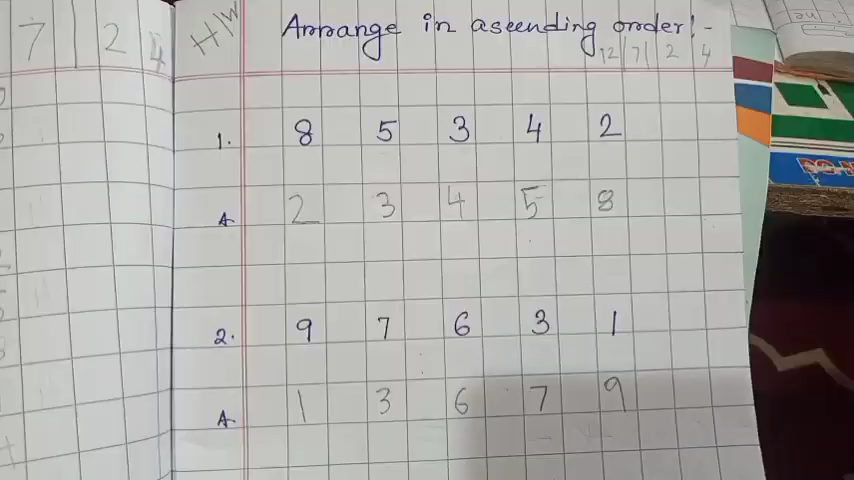 7 2 4
H/W
Arrange in ascending order:-
12/7/2 4
1. 8 5 3 4 2
A 2 3 4 5 8
2. 9 7 6 3 1
A 1 3 6 7 9